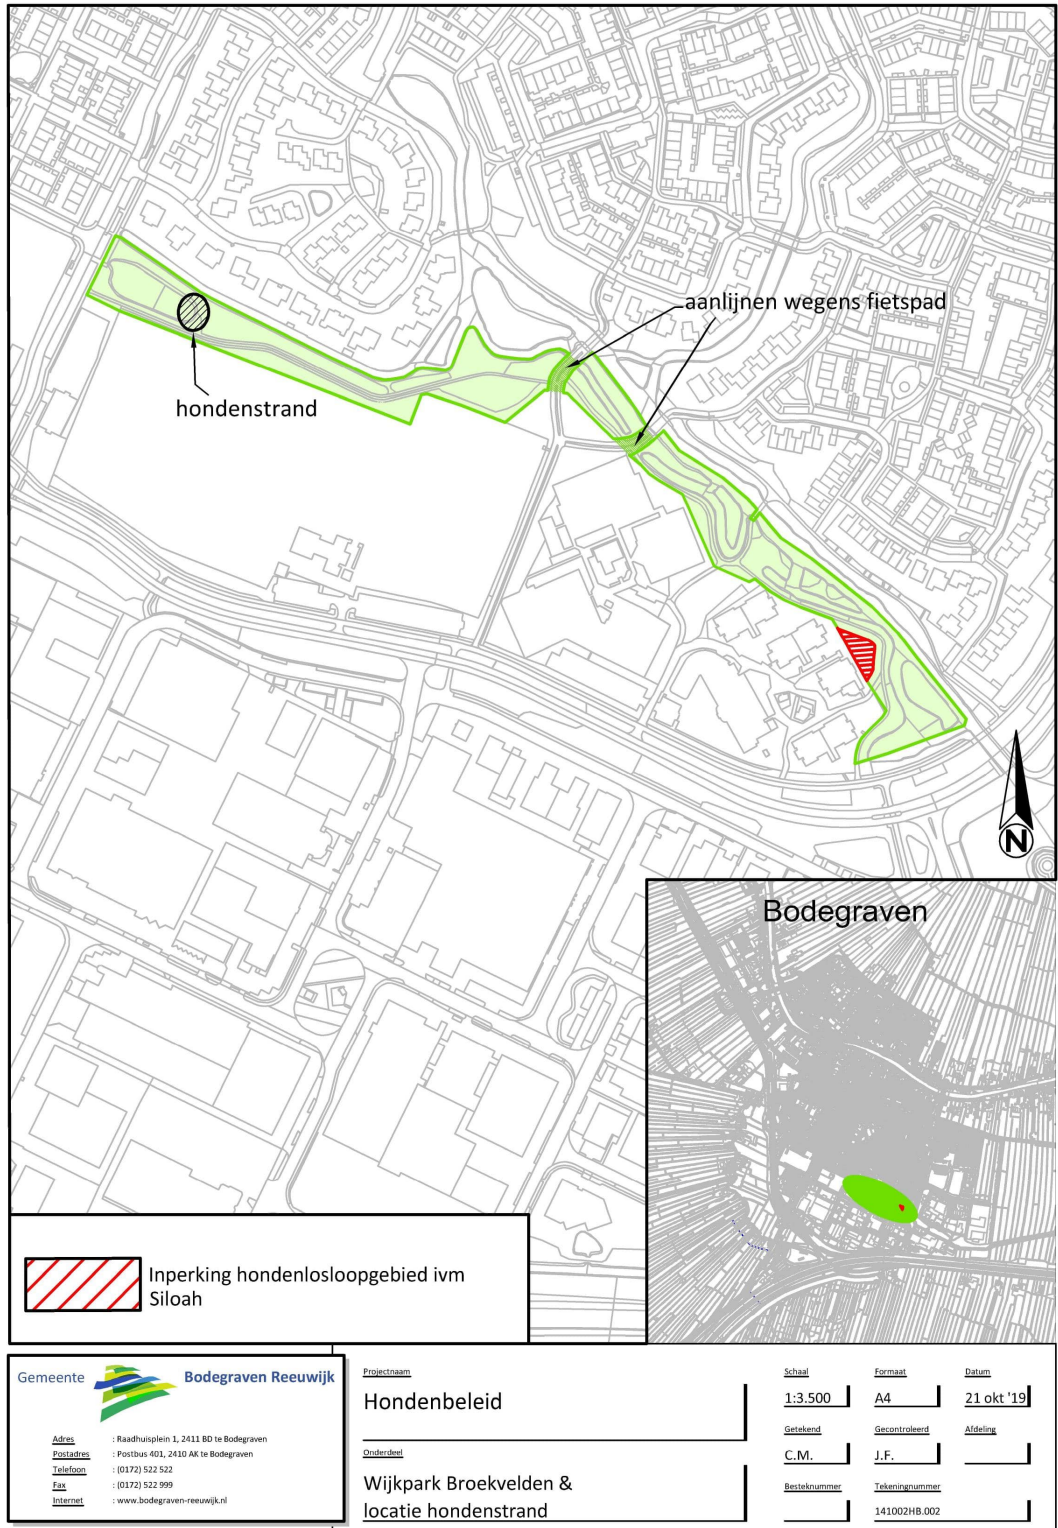 aanlijnen wegens fietspad
hondenstrand
N
Bodegraven
Inperking hondenlosloopgebied ivm
Siloah
Gemeente Bodegraven Reeuwijk
Adres : Raadhuisplein 1, 2411 BD te Bodegraven
Postadres : Postbus 401, 2410 AK te Bodegraven
Telefoon : (0172) 522 522
Fax : (0172) 522 999
Internet : www.bodegraven-reeuwijk.nl
Projectnaam
Hondenbeleid
Onderdeel
Wijkpark Broekvelden &
locatie hondenstrand
Schaal Formaat Datum
1:3.500 A4 21 okt '19
Getekend Gecontroleerd Afdeling
C.M. J.F.
Besteknummer Tekeningnummer
141002HB.002